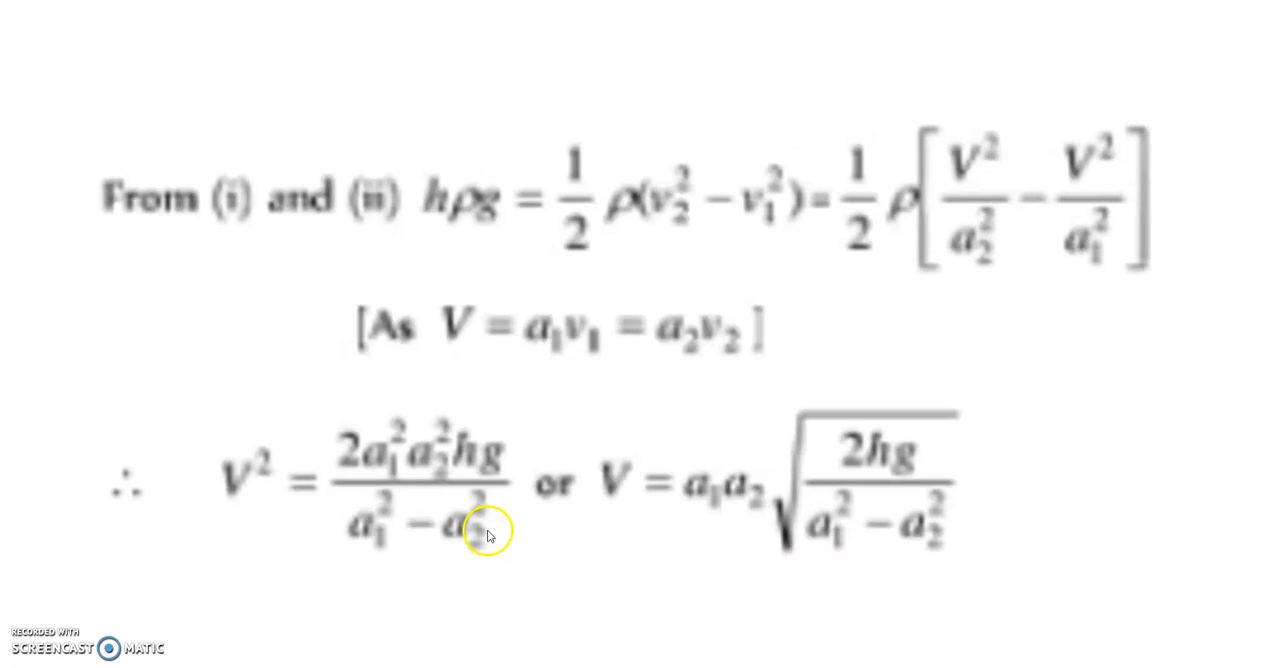 From (i) and (ii) hρg = 1/2 ρ(v₂² − v₁²) = 1/2 ρ[V²/a₂² − V²/a₁²]
[As V = a₁v₁ = a₂v₂ ]
∴ V² = 2a₁²a₂²hg/(a₁² − a₂²) or V = a₁a₂√(2hg/(a₁² − a₂²))
RECORDED WITH
SCREENCAST MATIC